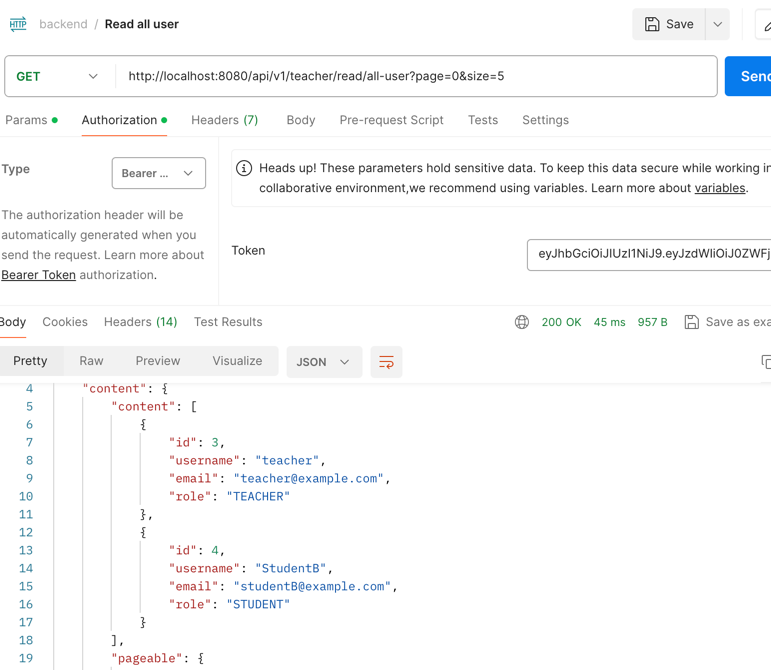 HTTP backend / Read all user Save
GET http://localhost:8080/api/v1/teacher/read/all-user?page=0&size=5 Send
Params Authorization Headers (7) Body Pre-request Script Tests Settings
Type Bearer ...
Heads up! These parameters hold sensitive data. To keep this data secure while working in
collaborative environment,we recommend using variables. Learn more about variables.
The authorization header will be
automatically generated when you
send the request. Learn more about
Bearer Token authorization.
Token
Body Cookies Headers (14) Test Results 200 OK 45 ms 957 B Save as exa
Pretty Raw Preview Visualize JSON
4 "content": {
5 "content": [
6 {
7 "id": 3,
8 "username": "teacher",
9 "email": "teacher@example.com",
10 "role": "TEACHER"
11 },
12 {
13 "id": 4,
14 "username": "StudentB",
15 "email": "studentB@example.com",
16 "role": "STUDENT"
17 }
18 ],
19 "pageable": {